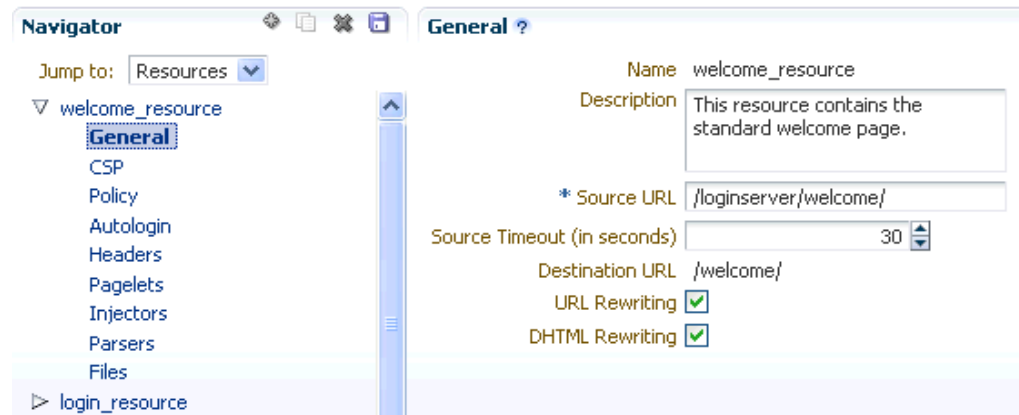 Navigator
Jump to: Resources
welcome_resource
General
CSP
Policy
Autologin
Headers
Pagelets
Injectors
Parsers
Files
login_resource
General ?
Name welcome_resource
Description This resource contains the
standard welcome page.
* Source URL /loginserver/welcome/
Source Timeout (in seconds) 30
Destination URL /welcome/
URL Rewriting
DHTML Rewriting